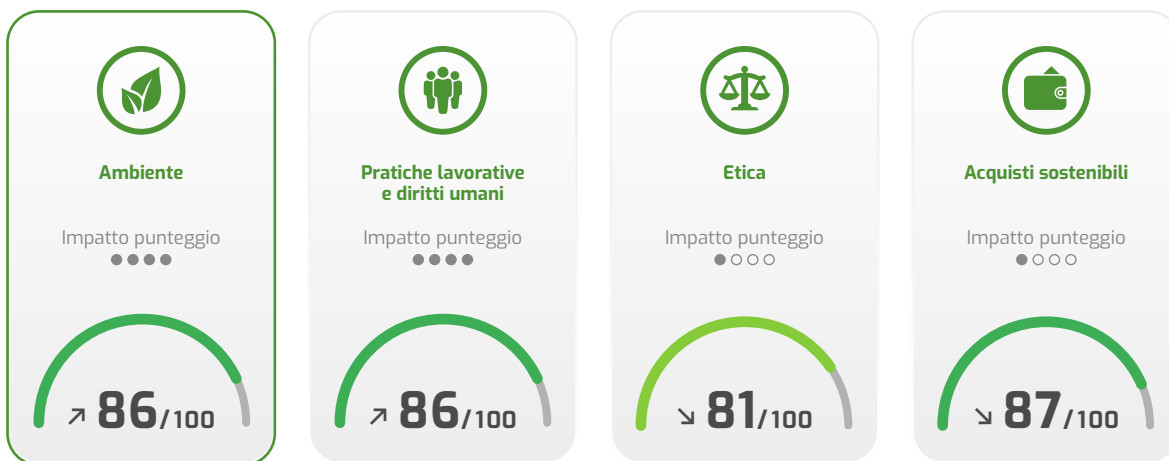 Ambiente
Impatto punteggio
86/100
Pratiche lavorative
e diritti umani
Impatto punteggio
86/100
Etica
Impatto punteggio
81/100
Acquisti sostenibili
Impatto punteggio
87/100